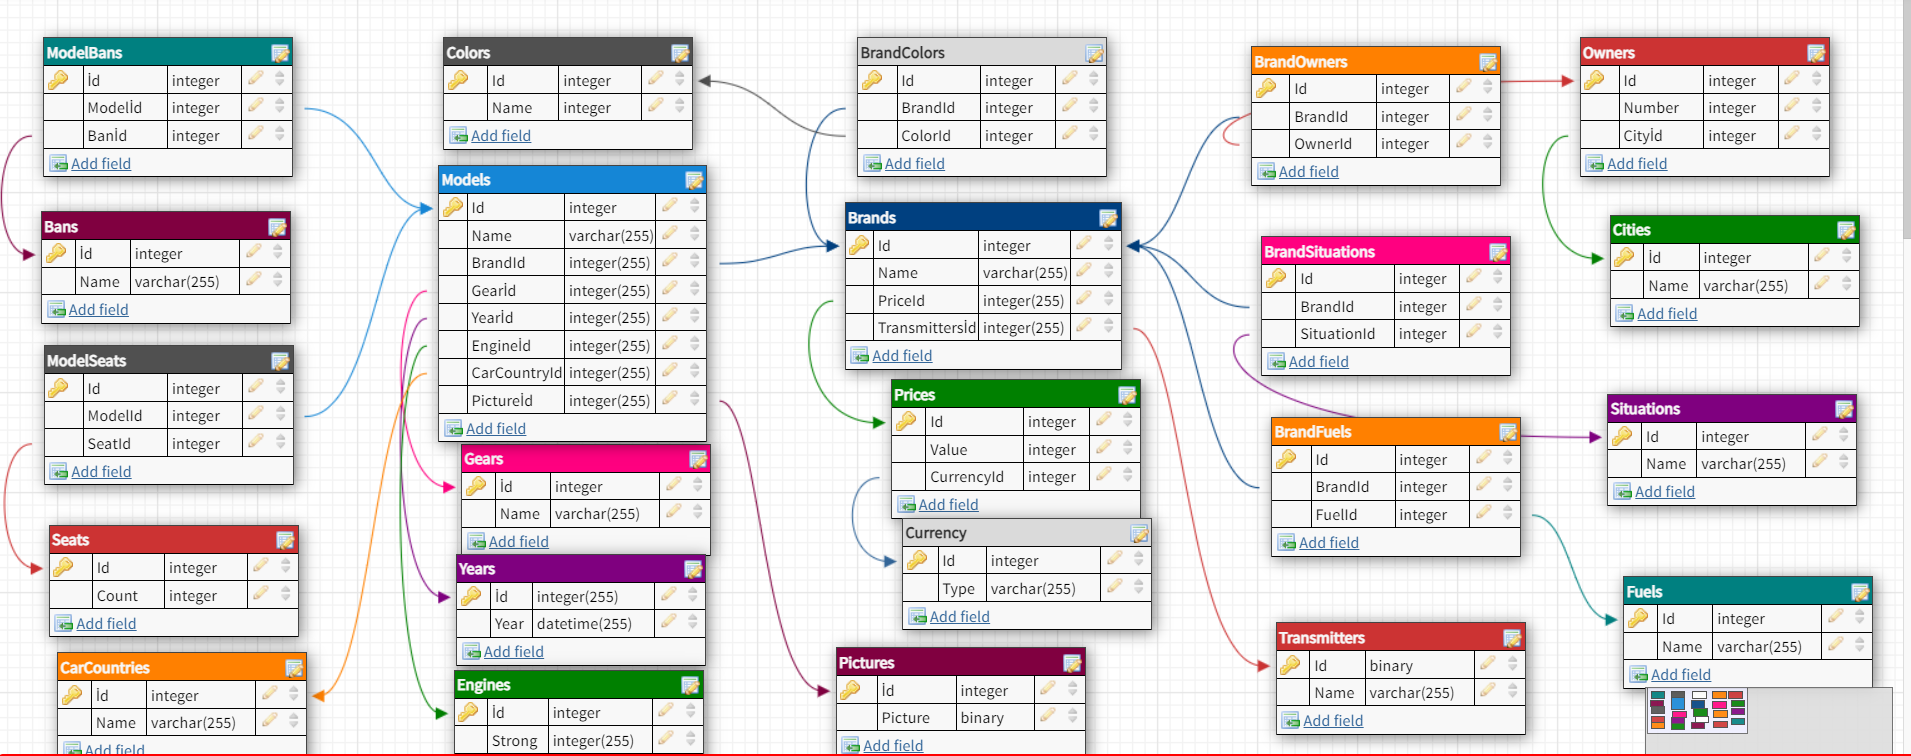 ModelBans
İd integer
Modelİd integer
Banİd integer
Add field
Bans
İd integer
Name varchar(255)
Add field
ModelSeats
Id integer
ModelId integer
SeatId integer
Add field
Seats
Id integer
Count integer
Add field
CarCountries
İd integer
Name varchar(255)
Add field
Colors
Id integer
Name integer
Add field
Models
Id integer
Name varchar(255)
BrandId integer(255)
Gearİd integer(255)
Yearİd integer(255)
Engineİd integer(255)
CarCountryId integer(255)
Pictureİd integer(255)
Add field
Gears
İd integer
Name varchar(255)
Add field
Years
İd integer(255)
Year datetime(255)
Add field
Engines
İd integer
Strong integer(255)
BrandColors
Id integer
BrandId integer
ColorId integer
Add field
Brands
Id integer
Name varchar(255)
PriceId integer(255)
Transmittersİd integer(255)
Add field
Prices
Id integer
Value integer
CurrencyId integer
Add field
Currency
Id integer
Type varchar(255)
Add field
Pictures
İd integer
Picture binary
Add field
BrandOwners
Id integer
BrandId integer
OwnerId integer
Add field
BrandSituations
Id integer
BrandId integer
SituationId integer
Add field
BrandFuels
Id integer
BrandId integer
FuelId integer
Add field
Transmitters
Id binary
Name varchar(255)
Add field
Owners
Id integer
Number integer
Cityİd integer
Add field
Cities
İd integer
Name varchar(255)
Add field
Situations
Id integer
Name varchar(255)
Add field
Fuels
Id integer
Name varchar(255)
Add field